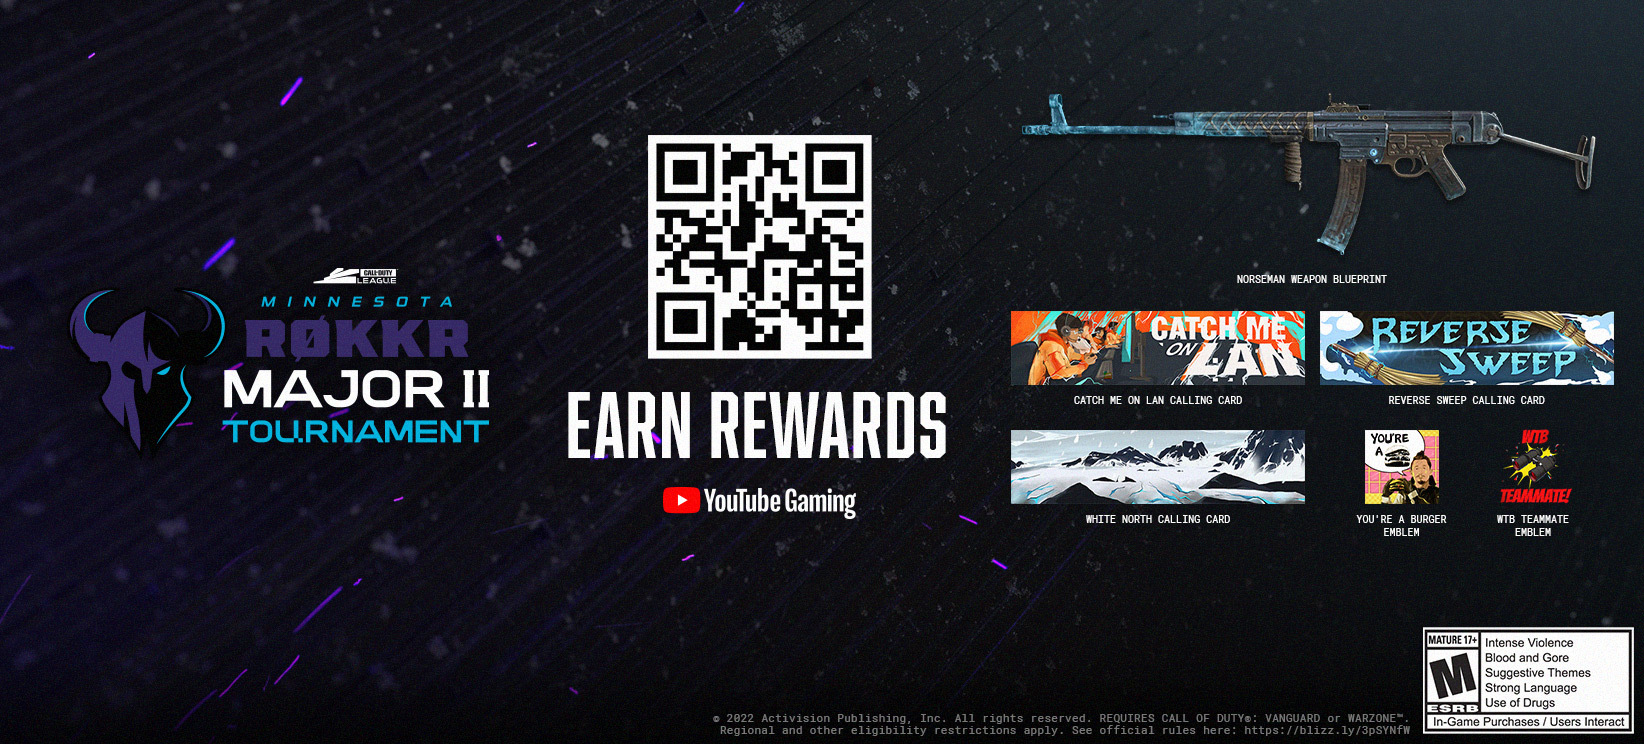 CALL OF DUTY
LEAGUE
MINNESOTA
RØKKR
MAJOR II
TOURNAMENT
EARN REWARDS
YouTube Gaming
NORSEMAN WEAPON BLUEPRINT
CATCH ME
ON LAN
CATCH ME ON LAN CALLING CARD
REVERSE
SWEEP
REVERSE SWEEP CALLING CARD
WHITE NORTH CALLING CARD
YOU'RE
A
YOU'RE A BURGER
EMBLEM
WTB
TEAMMATE!
WTB TEAMMATE
EMBLEM
MATURE 17+
M
ESRB
Intense Violence
Blood and Gore
Suggestive Themes
Strong Language
Use of Drugs
In-Game Purchases / Users Interact
© 2022 Activision Publishing, Inc. All rights reserved. REQUIRES CALL OF DUTY®: VANGUARD or WARZONE™.
Regional and other eligibility restrictions apply. See official rules here: https://blizz.ly/3pSYNfW